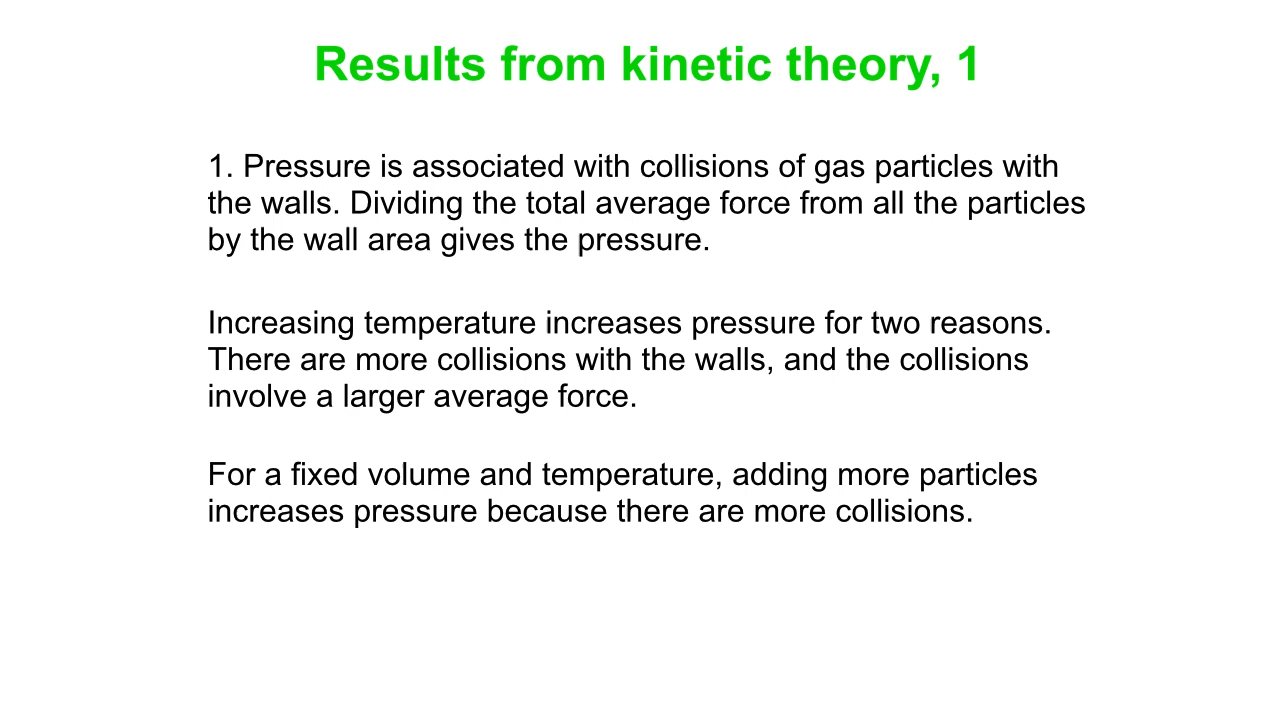 Results from kinetic theory, 1
1. Pressure is associated with collisions of gas particles with
the walls. Dividing the total average force from all the particles
by the wall area gives the pressure.
Increasing temperature increases pressure for two reasons.
There are more collisions with the walls, and the collisions
involve a larger average force.
For a fixed volume and temperature, adding more particles
increases pressure because there are more collisions.